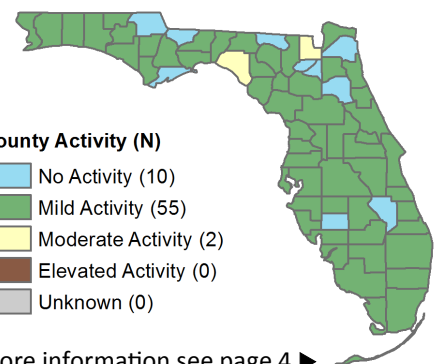 ounty Activity (N)
No Activity (10)
Mild Activity (55)
Moderate Activity (2)
Elevated Activity (0)
Unknown (0)
ore information see page 4 ►